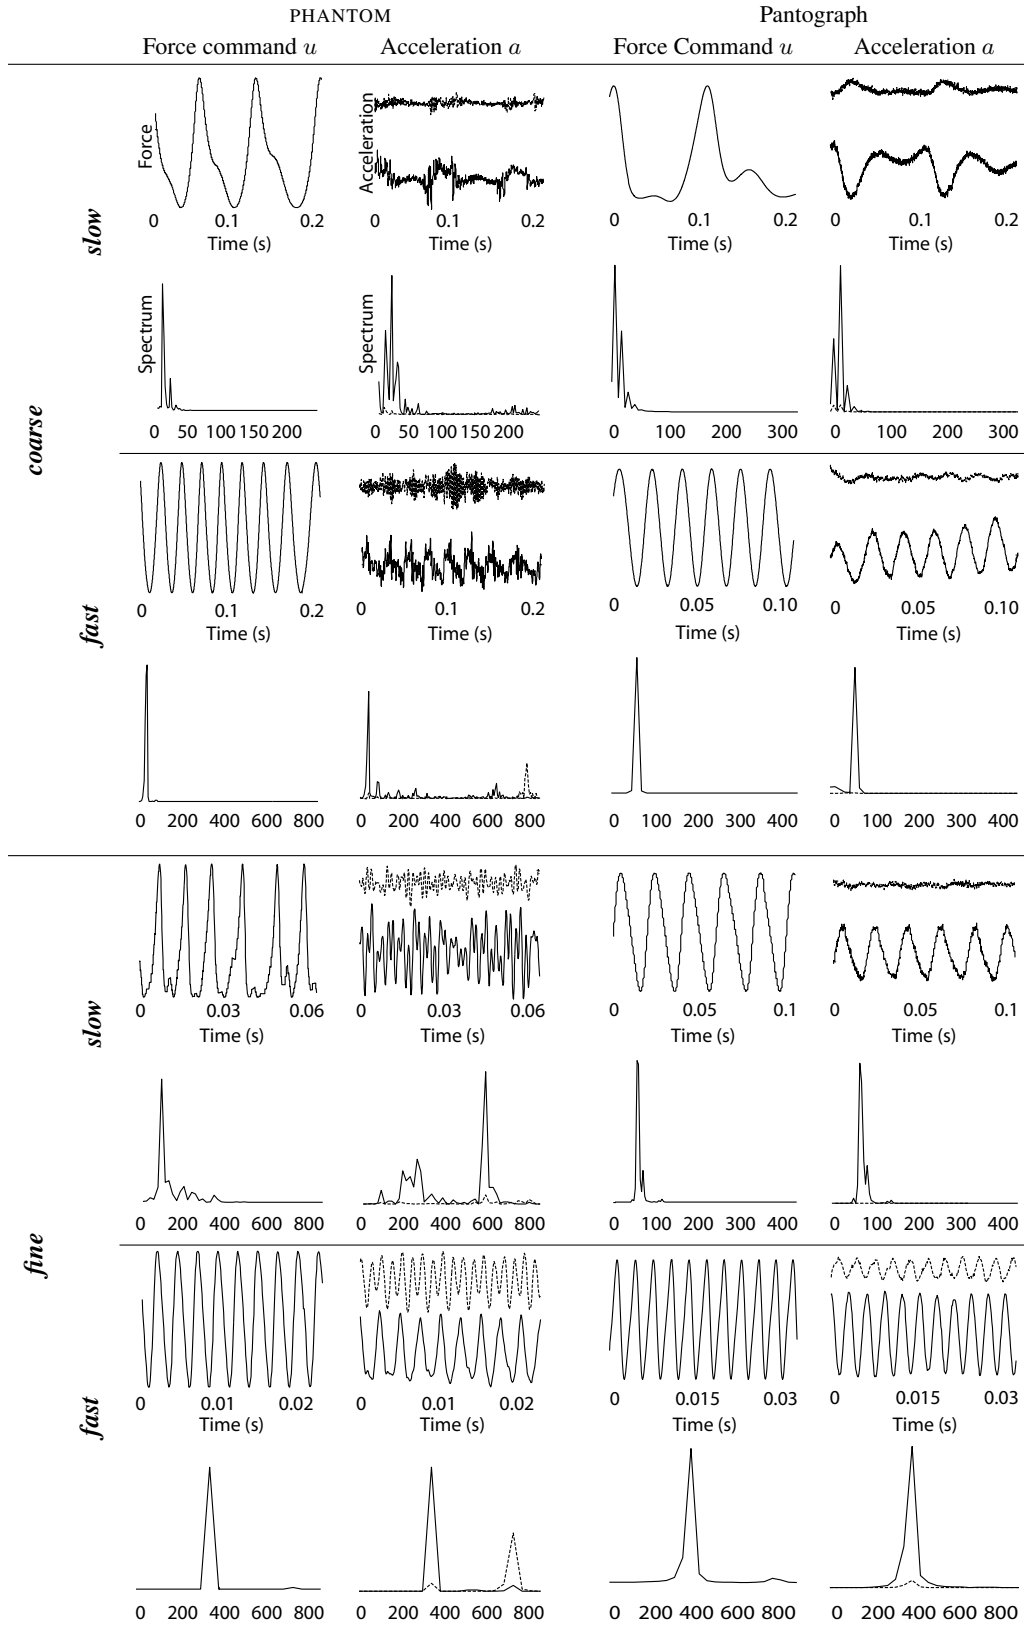 PHANTOM Pantograph
Force command u Acceleration a Force Command u Acceleration a
coarse
slow
Force Acceleration
0 0.1 0.2 0 0.1 0.2 0 0.1 0.2 0 0.1 0.2
Time (s) Time (s) Time (s) Time (s)
Spectrum Spectrum
0 50 100 150 200 0 50 100 150 200 0 100 200 300 0 100 200 300
fast
0 0.1 0.2 0 0.1 0.2 0 0.05 0.10 0 0.05 0.10
Time (s) Time (s) Time (s) Time (s)
0 200 400 600 800 0 200 400 600 800 0 100 200 300 400 0 100 200 300 400
fine
slow
0 0.03 0.06 0 0.03 0.06 0 0.05 0.1 0 0.05 0.1
Time (s) Time (s) Time (s) Time (s)
0 200 400 600 800 0 200 400 600 800 0 100 200 300 400 0 100 200 300 400
fast
0 0.01 0.02 0 0.01 0.02 0 0.015 0.03 0 0.015 0.03
Time (s) Time (s) Time (s) Time (s)
0 200 400 600 800 0 200 400 600 800 0 200 400 600 800 0 200 400 600 800